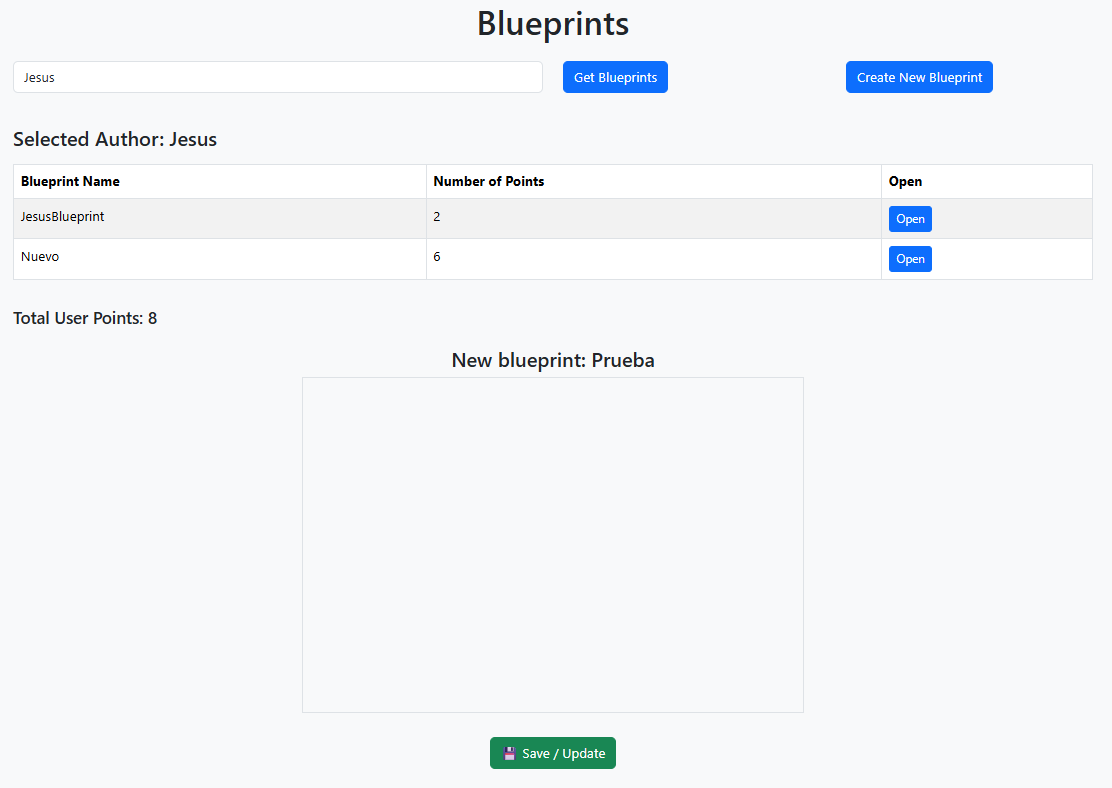 Blueprints
Jesus
Get Blueprints
Create New Blueprint
Selected Author: Jesus
Blueprint Name Number of Points Open
JesusBlueprint 2 Open
Nuevo 6 Open
Total User Points: 8
New blueprint: Prueba
💾 Save / Update